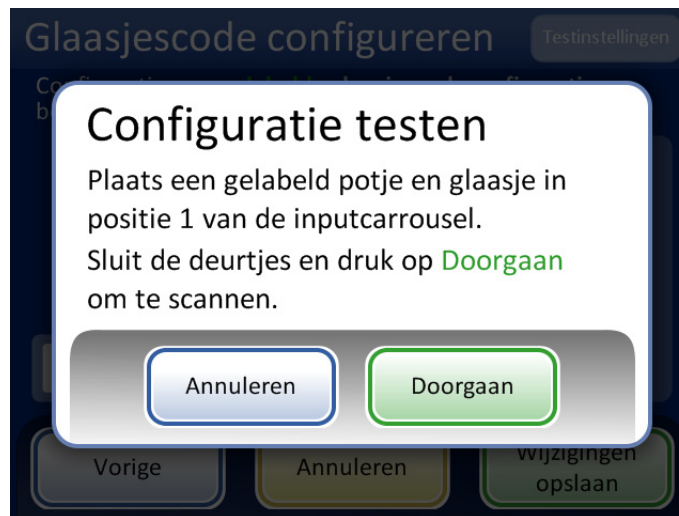 Glaasjescode configureren
Testinstellingen
Configuratie testen
Plaats een gelabeld potje en glaasje in
positie 1 van de inputcarrousel.
Sluit de deurtjes en druk op Doorgaan
om te scannen.
Annuleren
Doorgaan
Vorige
Annuleren
Wijzigingen
opslaan